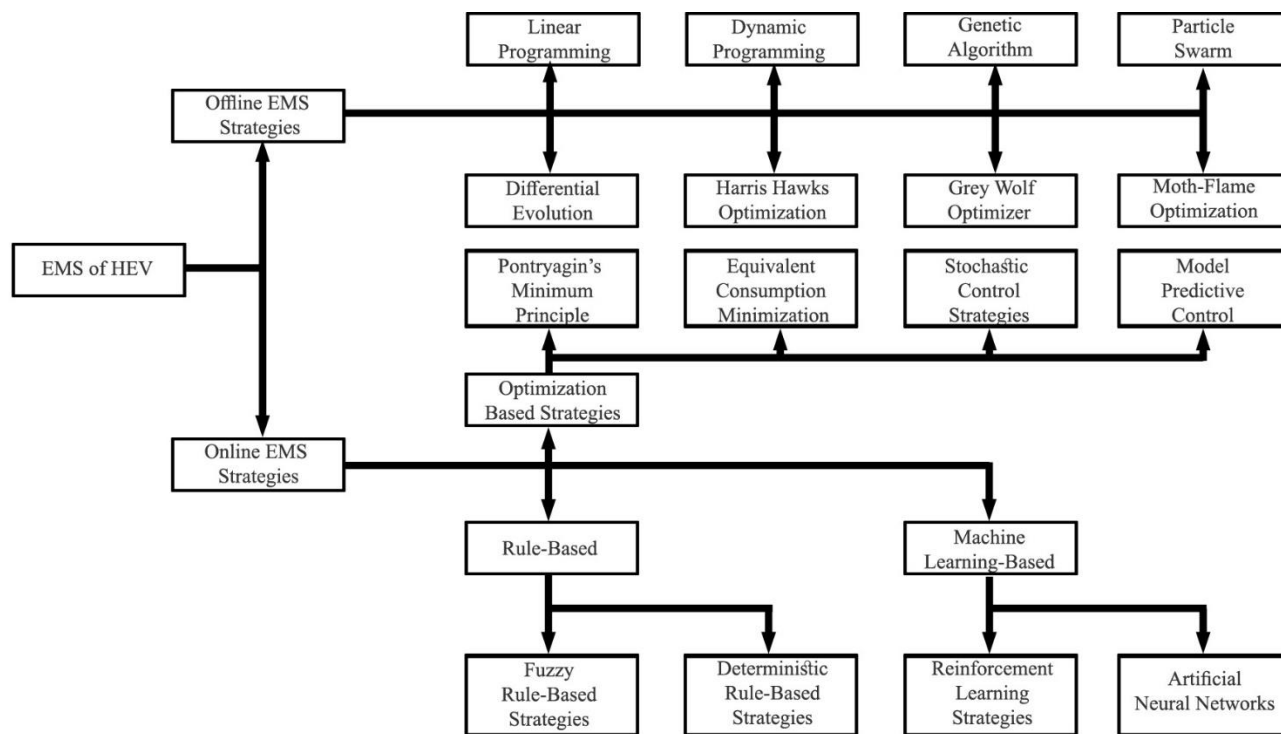 Linear
Programming
Dynamic
Programming
Genetic
Algorithm
Particle
Swarm
Offline EMS
Strategies
Differential
Evolution
Harris Hawks
Optimization
Grey Wolf
Optimizer
Moth-Flame
Optimization
EMS of HEV
Pontryagin's
Minimum
Principle
Equivalent
Consumption
Minimization
Stochastic
Control
Strategies
Model
Predictive
Control
Optimization
Based Strategies
Online EMS
Strategies
Rule-Based
Machine
Learning-Based
Fuzzy
Rule-Based
Strategies
Deterministic
Rule-Based
Strategies
Reinforcement
Learning
Strategies
Artificial
Neural Networks